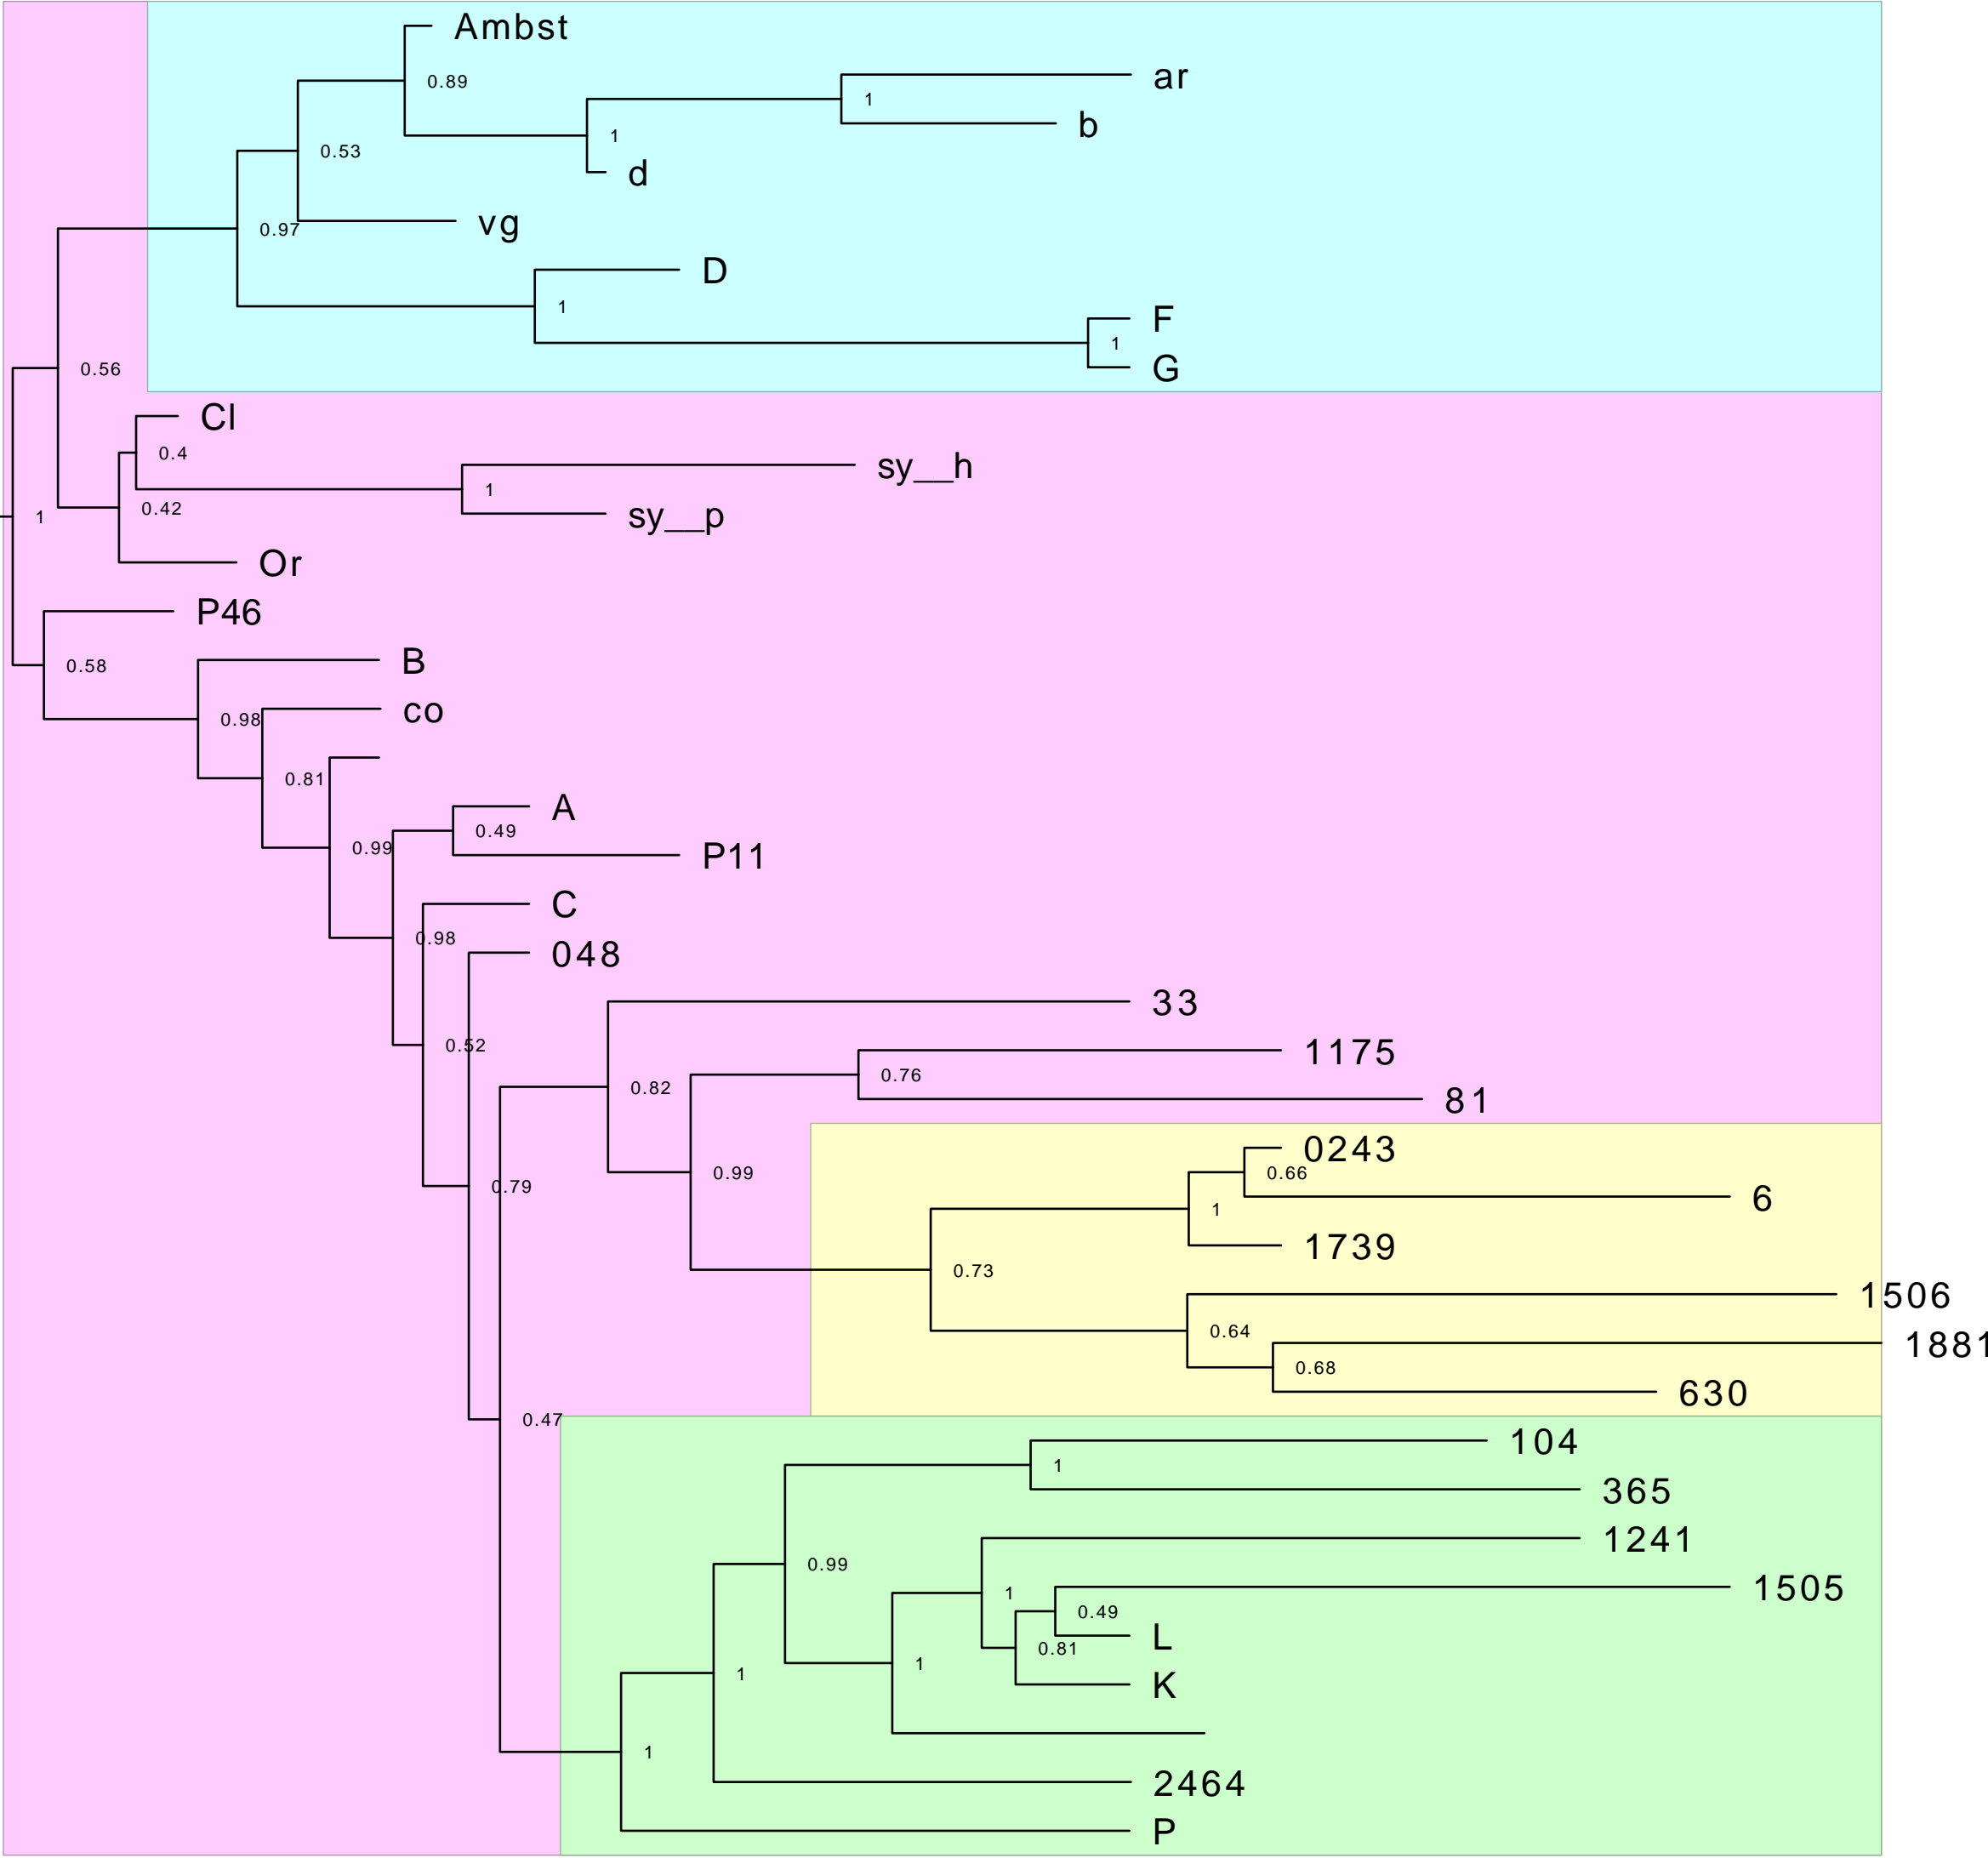 Ambst
0.89
ar
1
b
1
0.53
d
vg
0.97
D
1
F
1
G
0.56
Cl
0.4
sy__h
1
0.42
sy__p
1
Or
P46
0.58
B
co
0.98
0.81
A
0.49
0.99
P11
C
0.98
048
33
0.52
1175
0.76
0.82
81
0243
0.66
0.99
0.79
6
1
1739
0.73
1506
0.64
1881
0.68
630
0.47
104
1
365
1241
0.99
1505
1
0.49
L
0.81
1
K
1
1
2464
P